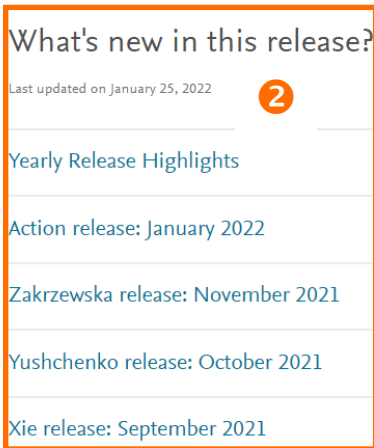 What's new in this release?
Last updated on January 25, 2022
2
Yearly Release Highlights
Action release: January 2022
Zakrzewska release: November 2021
Yushchenko release: October 2021
Xie release: September 2021